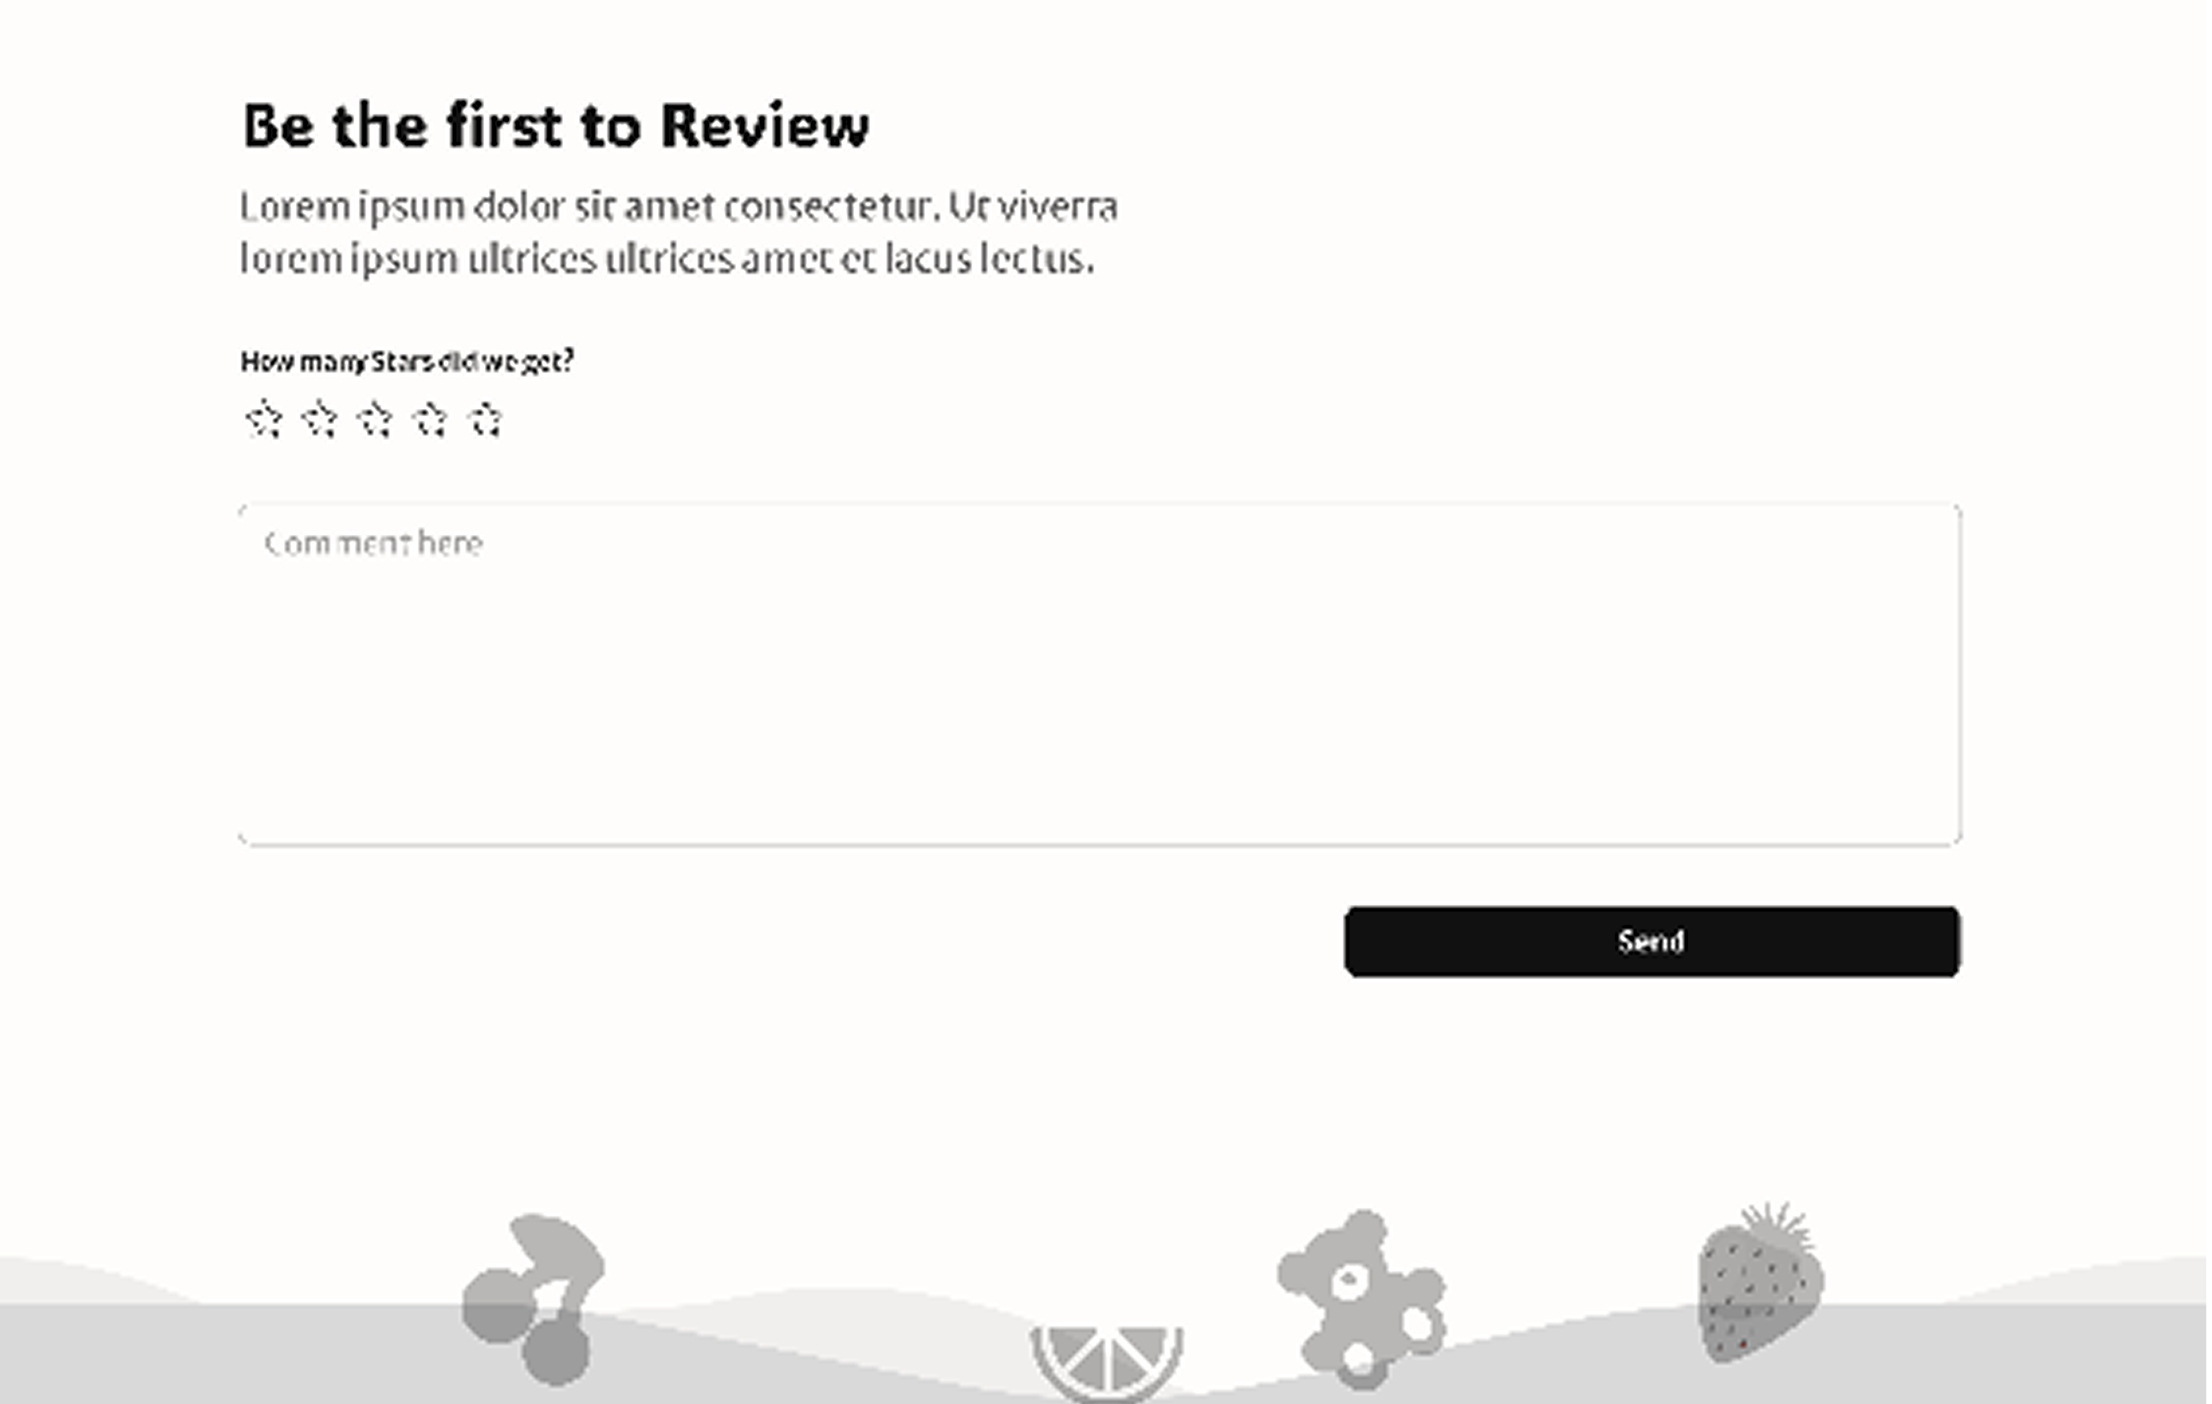 Be the first to Review
Lorem ipsum dolor sit amet consectetur. Ut viverra
lorem ipsum ultrices ultrices amet et lacus lectus.
How many Stars did we get?
Comment here
Send